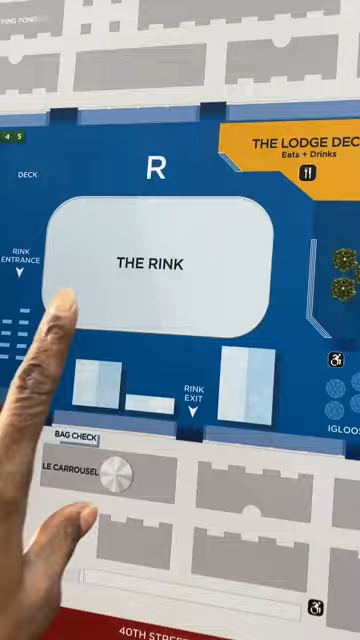 PING PONG
4 5
THE LODGE DEC
Eats + Drinks
R
DECK
RINK
ENTRANCE
THE RINK
RINK
EXIT
IGLOOS
BAG CHECK
LE CARROUSEL
40TH STREE